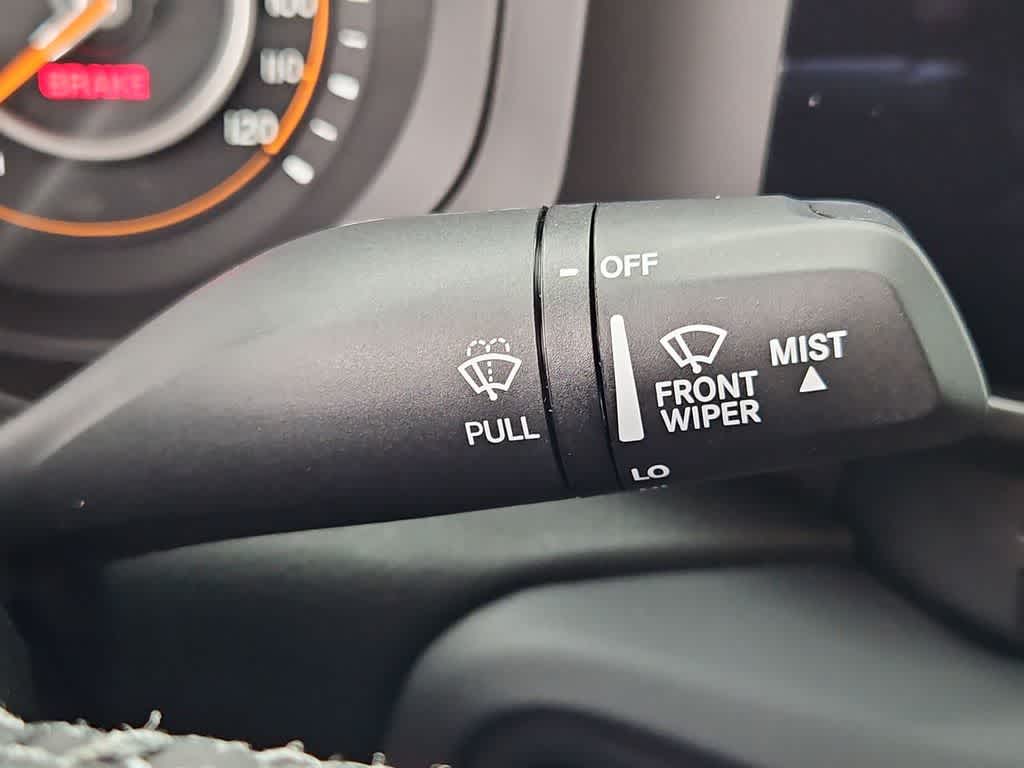 100
110
BRAKE
120
OFF
MIST
FRONT
WIPER
PULL
LO